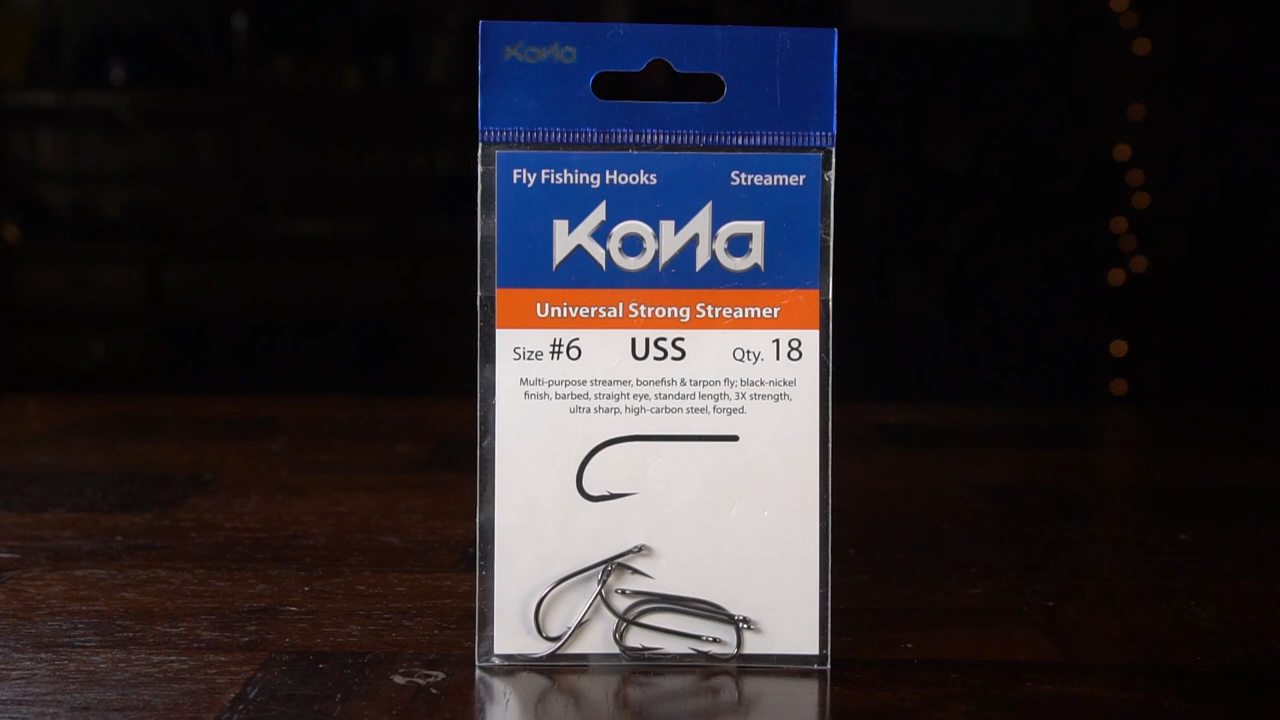 Kona
Fly Fishing Hooks Streamer
Kona
Universal Strong Streamer
Size #6 USS Qty. 18
Multi-purpose streamer, bonefish & tarpon fly; black-nickel
finish, barbed, straight eye, standard length, 3X strength,
ultra sharp, high-carbon steel, forged.